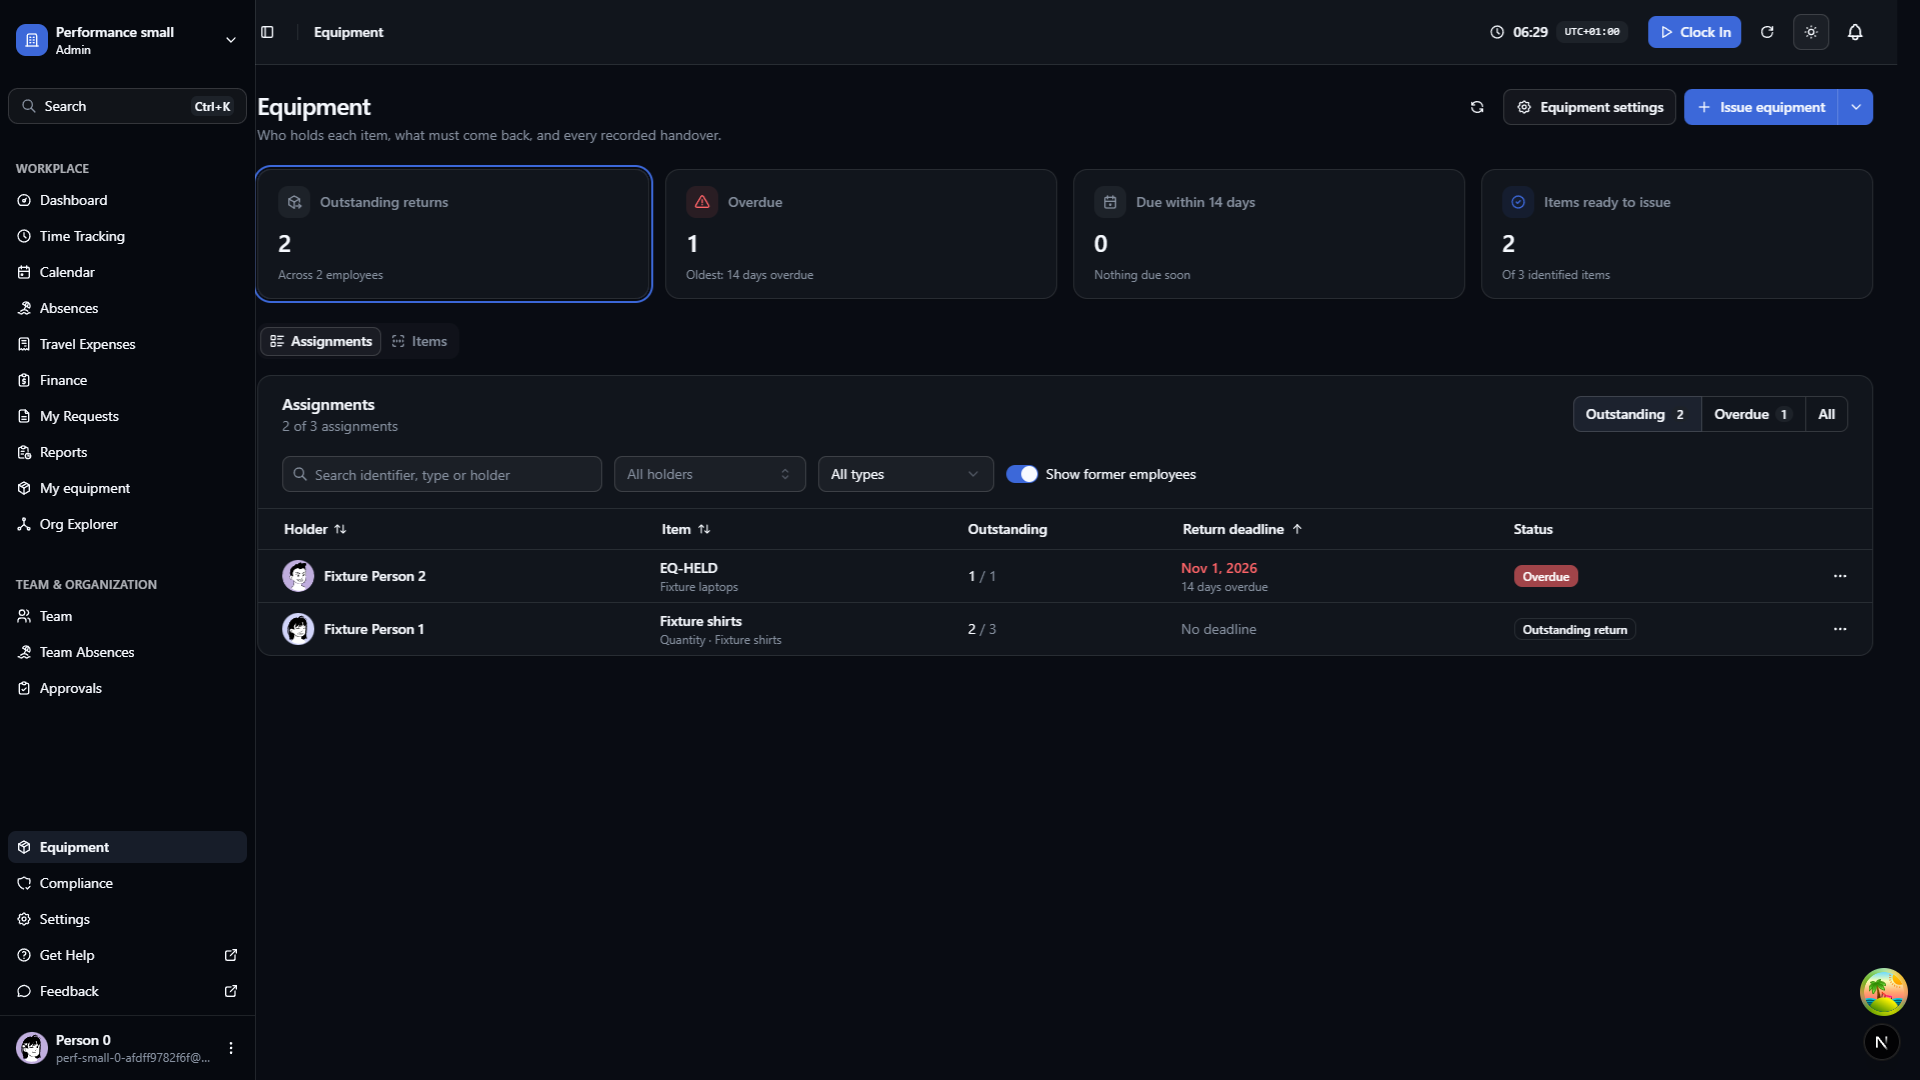 Performance small
Admin
Search
Ctrl+K
WORKPLACE
Dashboard
Time Tracking
Calendar
Absences
Travel Expenses
Finance
My Requests
Reports
My equipment
Org Explorer
TEAM & ORGANIZATION
Team
Team Absences
Approvals
Equipment
Compliance
Settings
Get Help
Feedback
Person 0
perf-small-0-afdff9782f6f@...
Equipment
06:29
UTC+01:00
Clock In
Equipment
Who holds each item, what must come back, and every recorded handover.
Equipment settings
Issue equipment
Outstanding returns
2
Across 2 employees
Overdue
1
Oldest: 14 days overdue
Due within 14 days
0
Nothing due soon
Items ready to issue
2
Of 3 identified items
Assignments
Items
Assignments
2 of 3 assignments
Outstanding 2
Overdue 1
All
Search identifier, type or holder
All holders
All types
Show former employees
Holder
Item
Outstanding
Return deadline
Status
Fixture Person 2
EQ-HELD
Fixture laptops
1 / 1
Nov 1, 2026
14 days overdue
Overdue
Fixture Person 1
Fixture shirts
Quantity · Fixture shirts
2 / 3
No deadline
Outstanding return
N